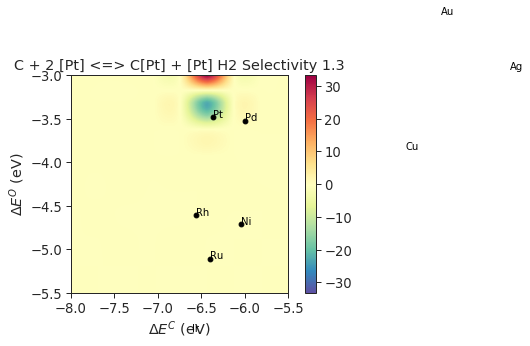 Au
Ag
C + 2 [Pt] <=> C[Pt] + [Pt] H2 Selectivity 1.3
Cu
Pt
Pd
Rh
Ni
Ru
−3.0
−3.5
−4.0
−4.5
−5.0
−5.5
ΔE^O (eV)
−8.0 −7.5 −7.0 −6.5 −6.0 −5.5
ΔE^C (eV)
Ir
30
20
10
0
−10
−20
−30